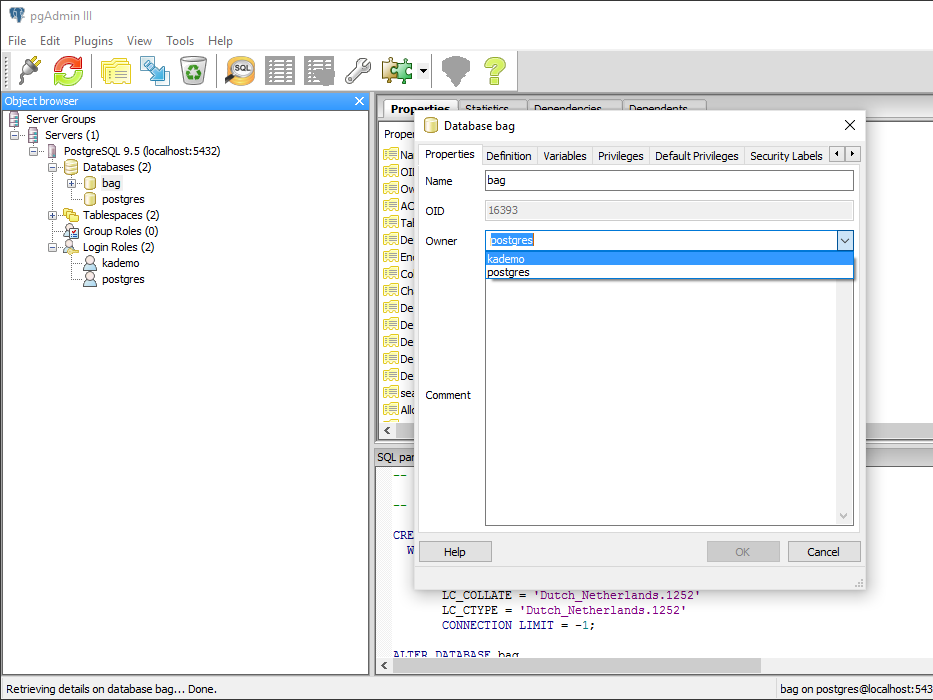 pgAdmin III
File Edit Plugins View Tools Help
SQL
Object browser
Server Groups
Servers (1)
PostgreSQL 9.5 (localhost:5432)
Databases (2)
bag
postgres
Tablespaces (2)
Group Roles (0)
Login Roles (2)
kademo
postgres
Properties Statistics Dependencies Dependents
Proper
Na
OI
Ow
AC
Tal
De
Enc
Co
Ch
De
De
De
De
De
sea
Allo
SQL pan
--
--
CRE
W
LC_COLLATE = 'Dutch_Netherlands.1252'
LC_CTYPE = 'Dutch_Netherlands.1252'
CONNECTION LIMIT = -1;
ALTER DATABASE bag
Database bag
Properties Definition Variables Privileges Default Privileges Security Labels
Name bag
OID 16393
Owner postgres
kademo
postgres
Comment
Help OK Cancel
Retrieving details on database bag... Done.
bag on postgres@localhost:543